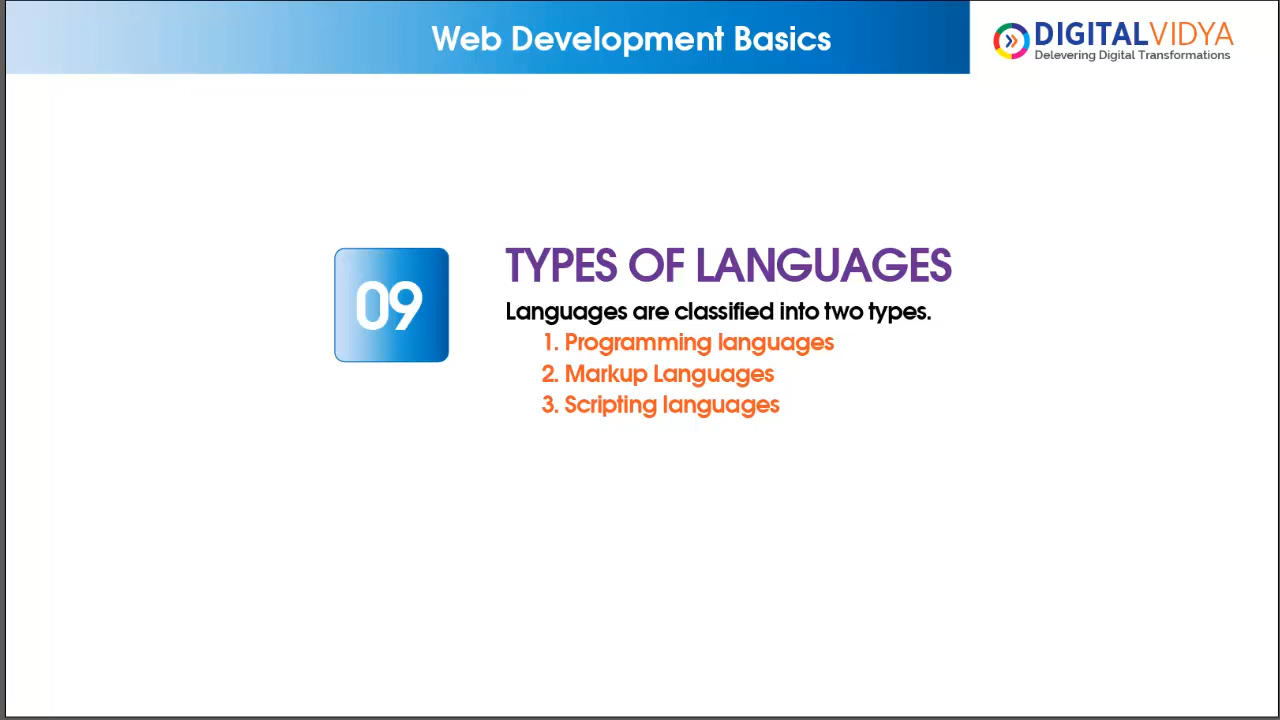 Web Development Basics
DIGITALVIDYA
Delevering Digital Transformations
09
TYPES OF LANGUAGES
Languages are classified into two types.
1. Programming languages
2. Markup Languages
3. Scripting languages